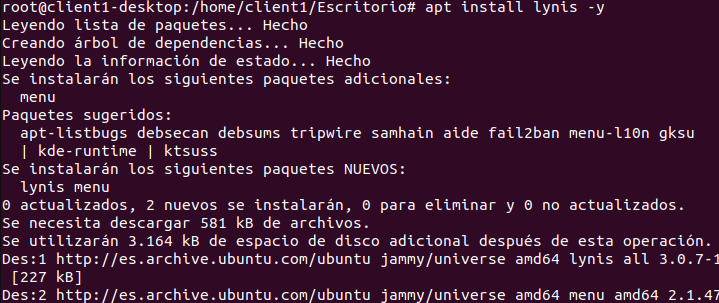 root@client1-desktop:/home/client1/Escritorio# apt install lynis -y
Leyendo lista de paquetes... Hecho
Creando árbol de dependencias... Hecho
Leyendo la información de estado... Hecho
Se instalarán los siguientes paquetes adicionales:
  menu
Paquetes sugeridos:
  apt-listbugs debsecan debsums tripwire samhain aide fail2ban menu-l10n gksu
  | kde-runtime | ktsuss
Se instalarán los siguientes paquetes NUEVOS:
  lynis menu
0 actualizados, 2 nuevos se instalarán, 0 para eliminar y 0 no actualizados.
Se necesita descargar 581 kB de archivos.
Se utilizarán 3.164 kB de espacio de disco adicional después de esta operación.
Des:1 http://es.archive.ubuntu.com/ubuntu jammy/universe amd64 lynis all 3.0.7-1
 [227 kB]
Des:2 http://es.archive.ubuntu.com/ubuntu jammy/universe amd64 menu amd64 2.1.47